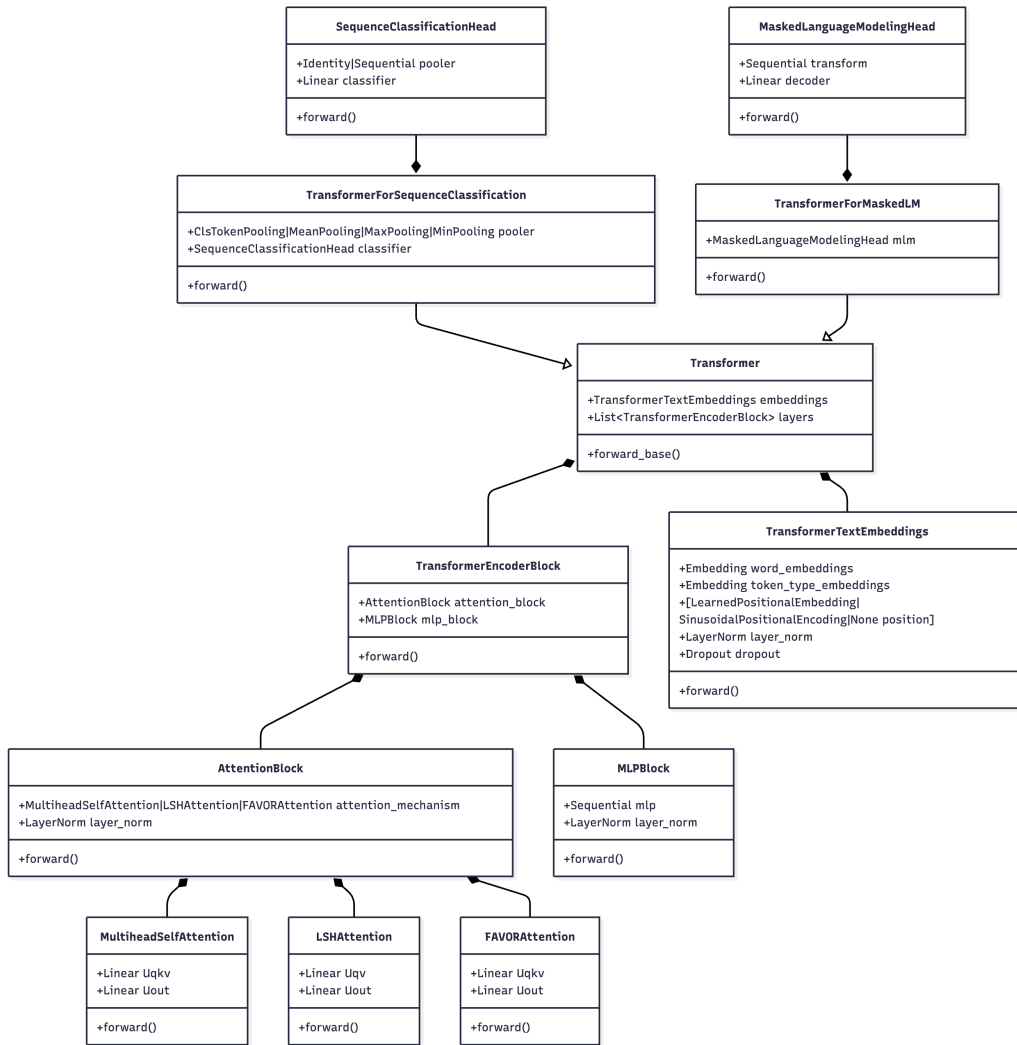 SequenceClassificationHead
+Identity|Sequential pooler
+Linear classifier
+forward()
MaskedLanguageModelingHead
+Sequential transform
+Linear decoder
+forward()
TransformerForSequenceClassification
+ClsTokenPooling|MeanPooling|MaxPooling|MinPooling pooler
+SequenceClassificationHead classifier
+forward()
TransformerForMaskedLM
+MaskedLanguageModelingHead mlm
+forward()
Transformer
+TransformerTextEmbeddings embeddings
+List<TransformerEncoderBlock> layers
+forward_base()
TransformerTextEmbeddings
+Embedding word_embeddings
+Embedding token_type_embeddings
+[LearnedPositionalEmbedding|
SinusoidalPositionalEncoding|None position]
+LayerNorm layer_norm
+Dropout dropout
+forward()
TransformerEncoderBlock
+AttentionBlock attention_block
+MLPBlock mlp_block
+forward()
AttentionBlock
+MultiheadSelfAttention|LSHAttention|FAVORAttention attention_mechanism
+LayerNorm layer_norm
+forward()
MLPBlock
+Sequential mlp
+LayerNorm layer_norm
+forward()
MultiheadSelfAttention
+Linear Uqkv
+Linear Uout
+forward()
LSHAttention
+Linear Uqv
+Linear Uout
+forward()
FAVORAttention
+Linear Uqkv
+Linear Uout
+forward()